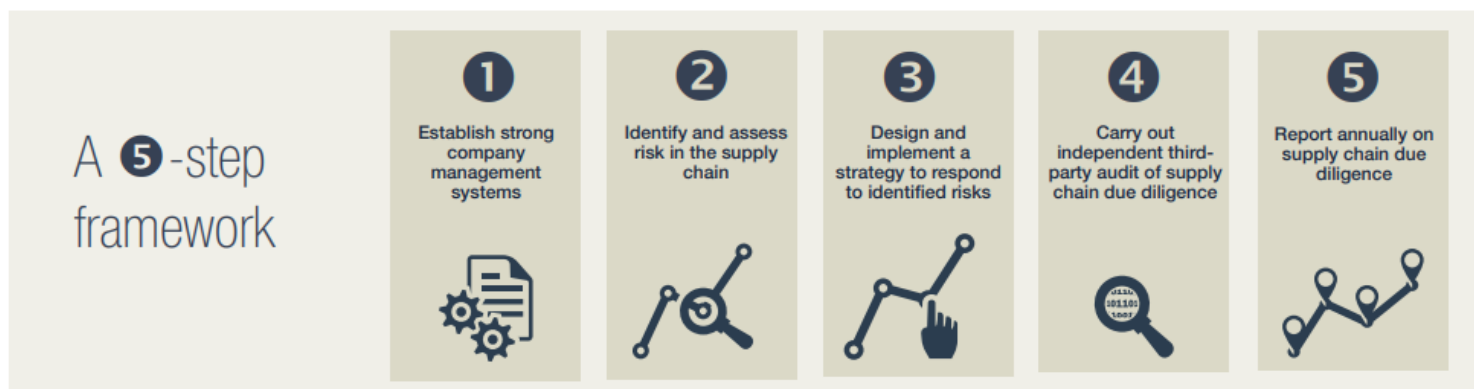 A 5-step
framework
1
Establish strong
company
management
systems
2
Identify and assess
risk in the supply
chain
3
Design and
implement a
strategy to respond
to identified risks
4
Carry out
independent third-
party audit of supply
chain due diligence
101101
5
Report annually on
supply chain due
diligence